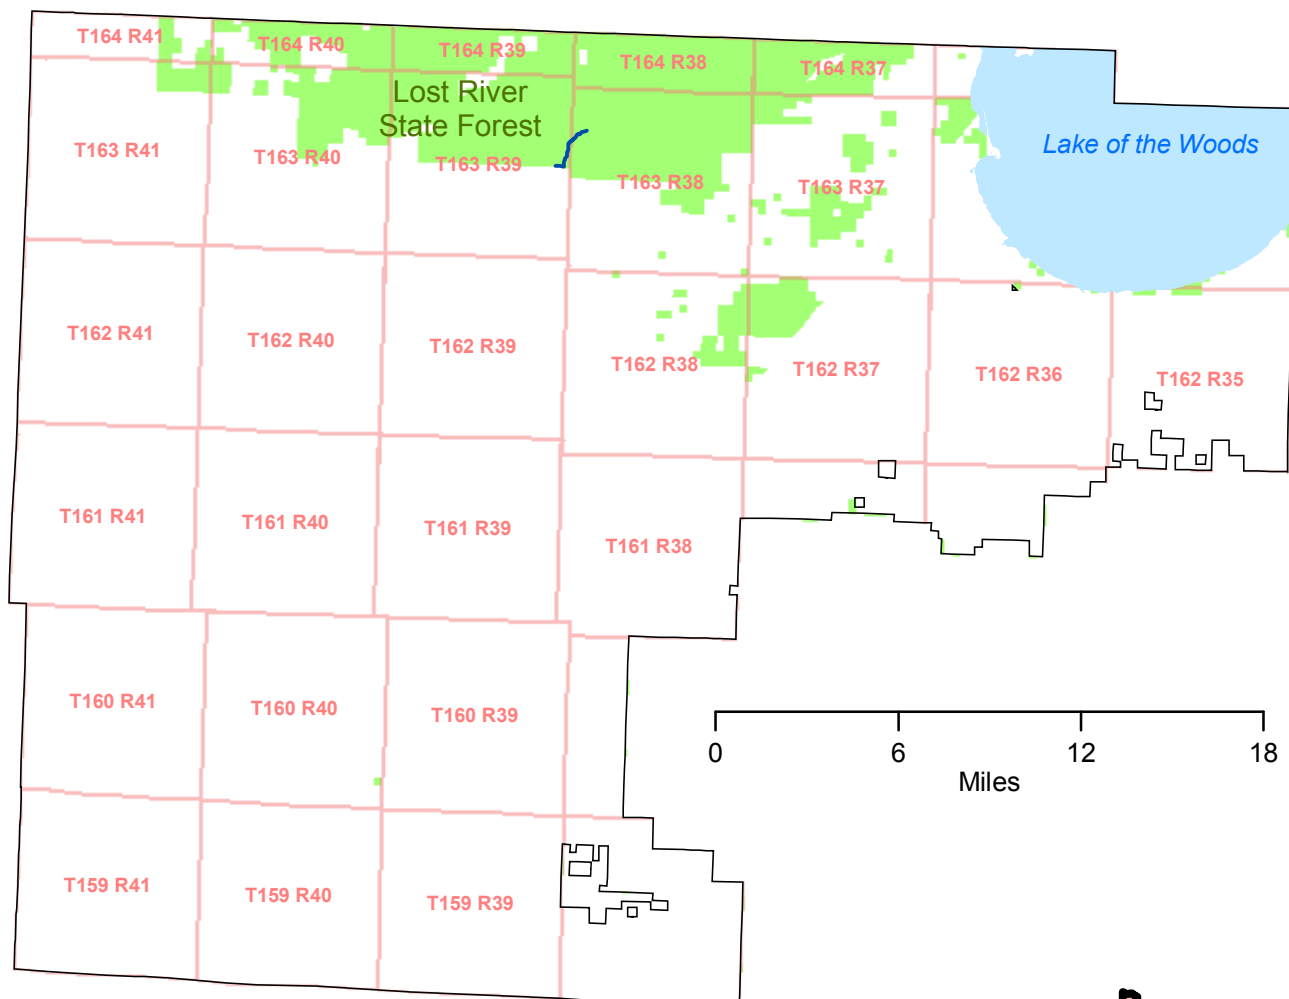 T164 R41
T164 R40
T164 R39
T164 R38
T164 R37
Lost River
State Forest
Lake of the Woods
T163 R41
T163 R40
T163 R39
T163 R38
T163 R37
T162 R41
T162 R40
T162 R39
T162 R38
T162 R37
T162 R36
T162 R35
T161 R41
T161 R40
T161 R39
T161 R38
T160 R41
T160 R40
T160 R39
0 6 12 18
Miles
T159 R41
T159 R40
T159 R39